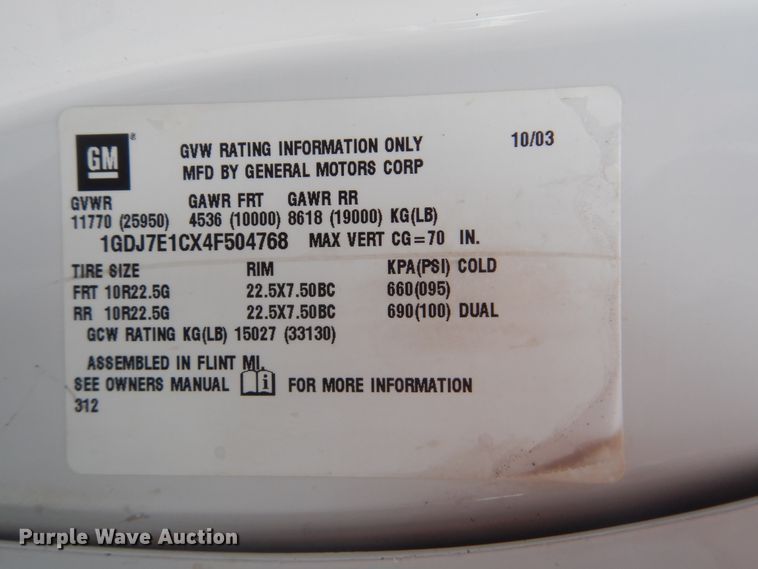 GM ®
GVW RATING INFORMATION ONLY 10/03
MFD BY GENERAL MOTORS CORP
GVWR GAWR FRT GAWR RR
11770 (25950) 4536 (10000) 8618 (19000) KG(LB)
1GDJ7E1CX4F504768 MAX VERT CG=70 IN.
TIRE SIZE RIM KPA(PSI) COLD
FRT 10R22.5G 22.5X7.50BC 660(095)
RR 10R22.5G 22.5X7.50BC 690(100) DUAL
GCW RATING KG(LB) 15027 (33130)
ASSEMBLED IN FLINT MI.
SEE OWNERS MANUAL i FOR MORE INFORMATION
312
Purple Wave Auction®